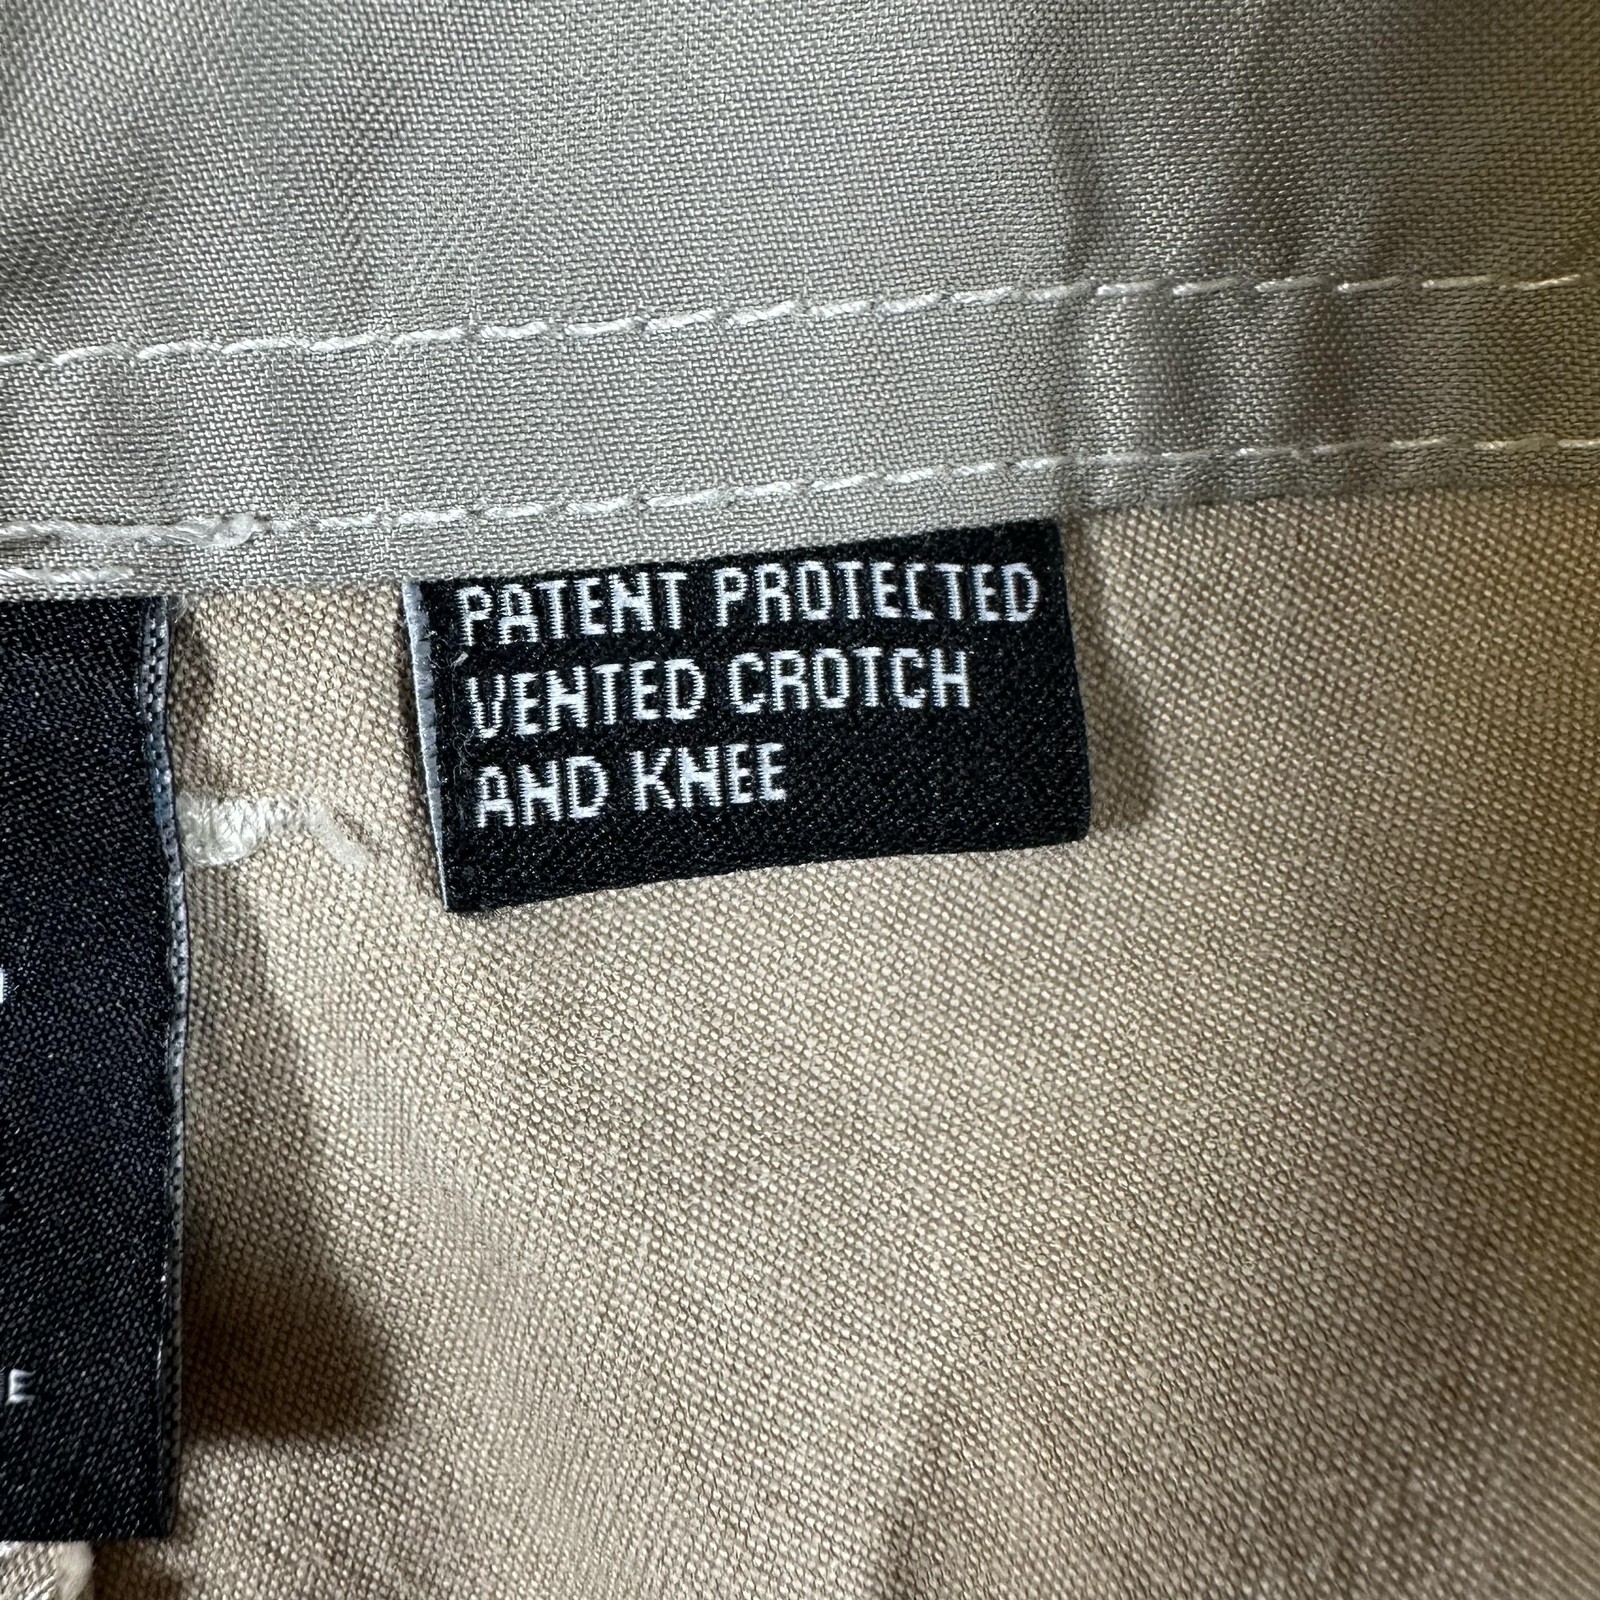 PATENT PROTECTED
VENTED CROTCH
AND KNEE
E